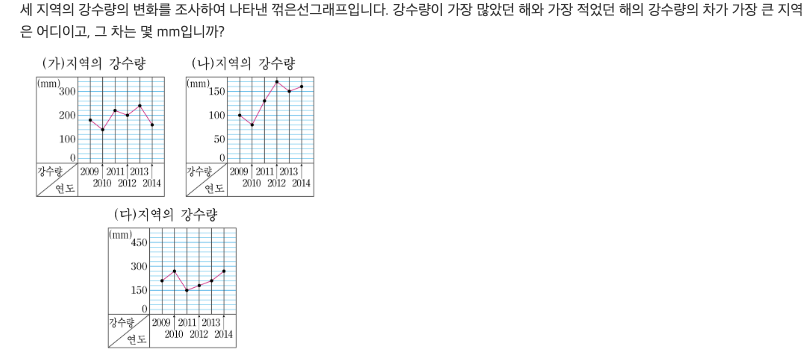 세 지역의 강수량의 변화를 조사하여 나타낸 꺾은선그래프입니다. 강수량이 가장 많았던 해와 가장 적었던 해의 강수량의 차가 가장 큰 지역
은 어디이고, 그 차는 몇 mm입니까?
(가)지역의 강수량
(mm)
300
200
100
0
강수량
연도
2009 2011 2013
2010 2012 2014
(나)지역의 강수량
(mm)
150
100
50
0
강수량
연도
2009 2011 2013
2010 2012 2014
(다)지역의 강수량
(mm)
450
300
150
0
강수량
연도
2009 2011 2013
2010 2012 2014